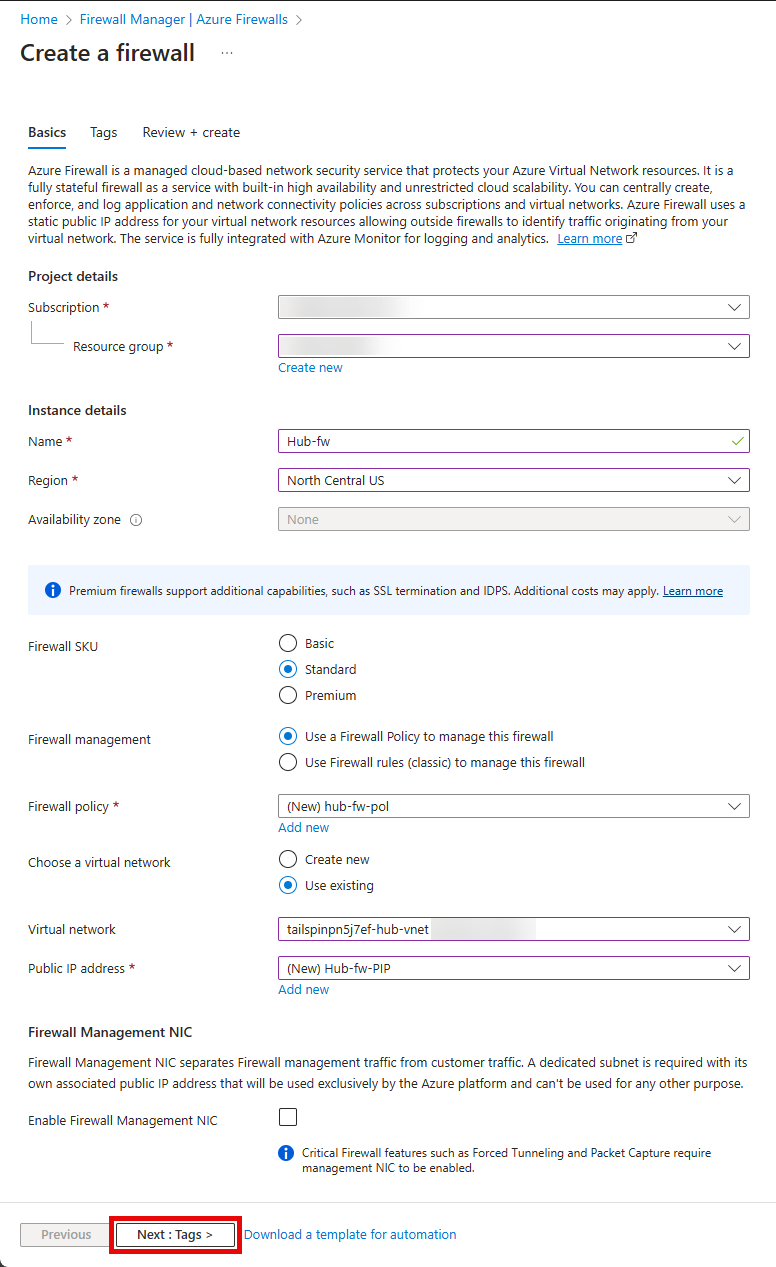 Home > Firewall Manager | Azure Firewalls >
Create a firewall ...
Basics Tags Review + create
Azure Firewall is a managed cloud-based network security service that protects your Azure Virtual Network resources. It is a
fully stateful firewall as a service with built-in high availability and unrestricted cloud scalability. You can centrally create,
enforce, and log application and network connectivity policies across subscriptions and virtual networks. Azure Firewall uses a
static public IP address for your virtual network resources allowing outside firewalls to identify traffic originating from your
virtual network. The service is fully integrated with Azure Monitor for logging and analytics. Learn more
Project details
Subscription *
Resource group *
Create new
Instance details
Name * Hub-fw
Region * North Central US
Availability zone None
Premium firewalls support additional capabilities, such as SSL termination and IDPS. Additional costs may apply. Learn more
Firewall SKU
Basic
Standard
Premium
Firewall management
Use a Firewall Policy to manage this firewall
Use Firewall rules (classic) to manage this firewall
Firewall policy * (New) hub-fw-pol
Add new
Choose a virtual network
Create new
Use existing
Virtual network tailspinpn5j7ef-hub-vnet
Public IP address * (New) Hub-fw-PIP
Add new
Firewall Management NIC
Firewall Management NIC separates Firewall management traffic from customer traffic. A dedicated subnet is required with its
own associated public IP address that will be used exclusively by the Azure platform and can't be used for any other purpose.
Enable Firewall Management NIC
Critical Firewall features such as Forced Tunneling and Packet Capture require
management NIC to be enabled.
Previous Next : Tags > Download a template for automation